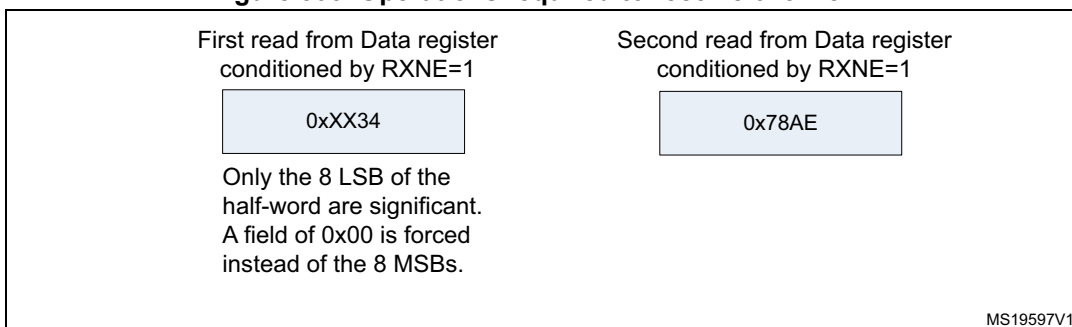 First read from Data register
conditioned by RXNE=1
0xXX34
Only the 8 LSB of the
half-word are significant.
A field of 0x00 is forced
instead of the 8 MSBs.
Second read from Data register
conditioned by RXNE=1
0x78AE
MS19597V1